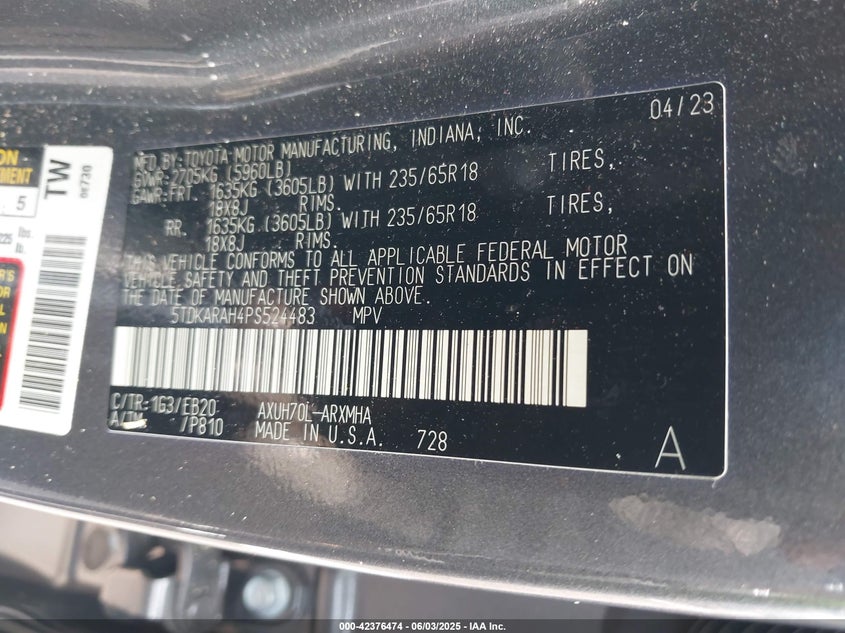 04/23
MFD.BY:TOYOTA MOTOR MANUFACTURING, INDIANA, INC.
GVWR:2705KG (5960LB)
GAWR:FRT. 1635KG (3605LB) WITH 235/65R18 TIRES,
18X8J RIMS.
RR. 1635KG (3605LB) WITH 235/65R18 TIRES,
18X8J RIMS.
THIS VEHICLE CONFORMS TO ALL APPLICABLE FEDERAL MOTOR
VEHICLE SAFETY AND THEFT PREVENTION STANDARDS IN EFFECT ON
THE DATE OF MANUFACTURE SHOWN ABOVE.
5TDKARAH4PS524483 MPV
C/TR:1G3/EB20 AXUH70L-ARXMHA
A/TM /P810 MADE IN U.S.A. 728
A
TW
5
000-42376474 - 06/03/2025 - IAA Inc.